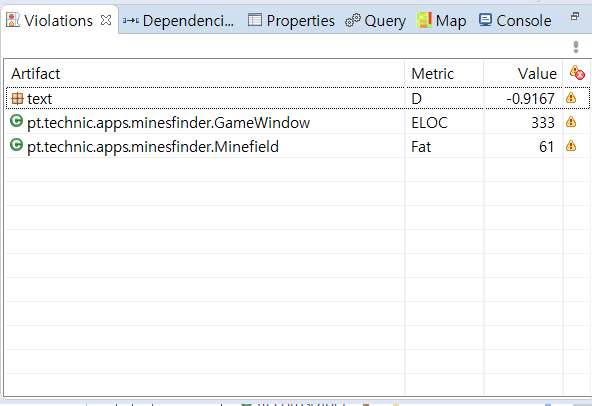 Violations Dependenci... Properties Query Map Console
Artifact Metric Value
text D -0.9167
pt.technic.apps.minesfinder.GameWindow ELOC 333
pt.technic.apps.minesfinder.Minefield Fat 61